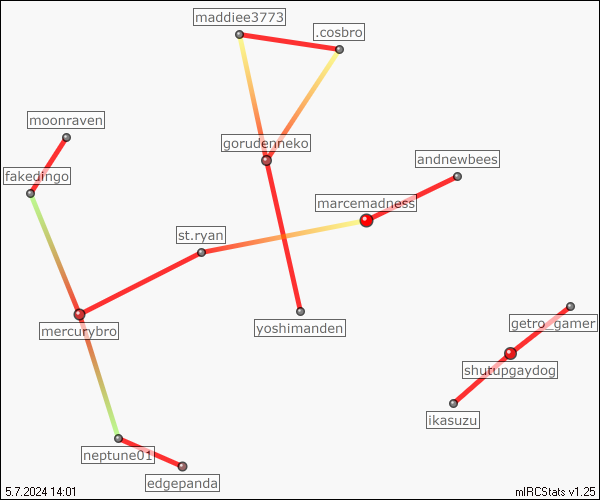 maddiee3773
.cosbro
moonraven
gorudenneko
andnewbees
fakedingo
marcemadness
st.ryan
getro_gamer
yoshimanden
mercurybro
shutupgaydog
ikasuzu
neptune01
edgepanda
5.7.2024 14:01
mIRCStats v1.25